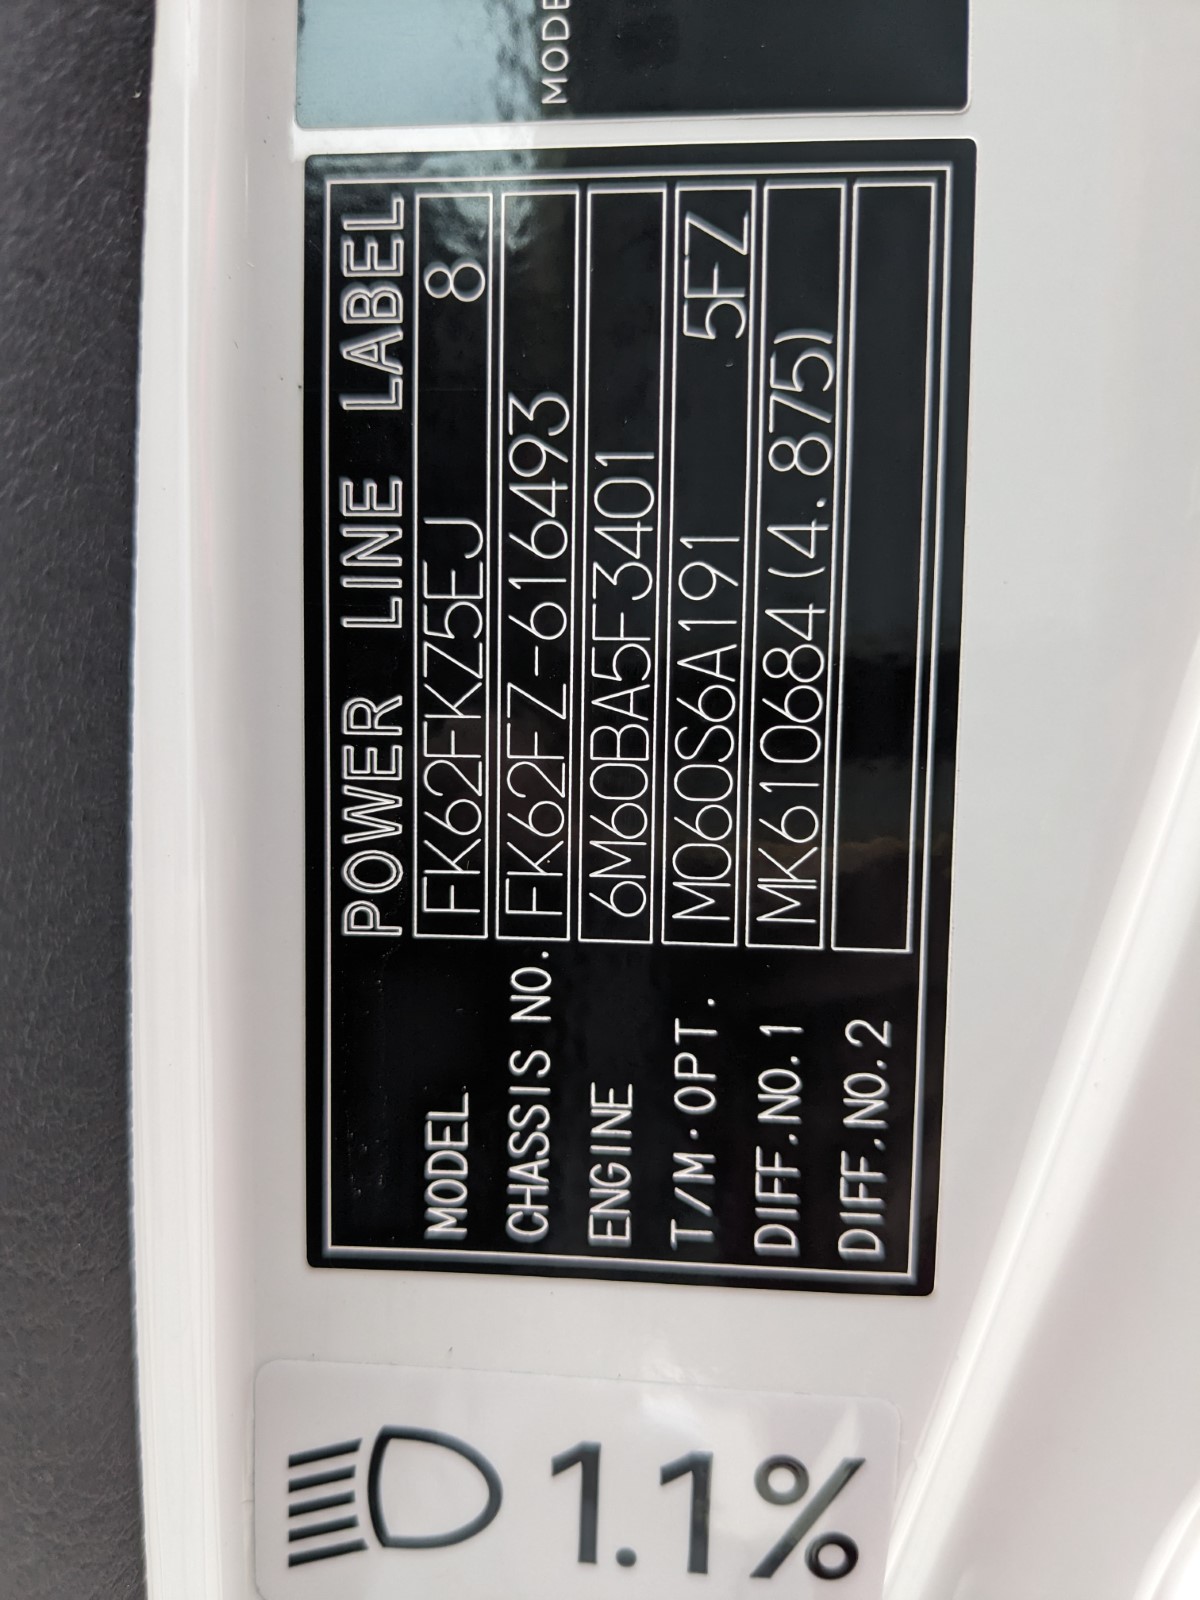 MODE
POWER LINE LABEL
MODEL FK62FKZ5EJ 8
CHASSIS NO. FK62FZ-616493
ENGINE 6M60BA5F3401
T/M·OPT. M060S6A191 5FZ
DIFF.NO.1 MK610684(4.875)
DIFF.NO.2
1.1%